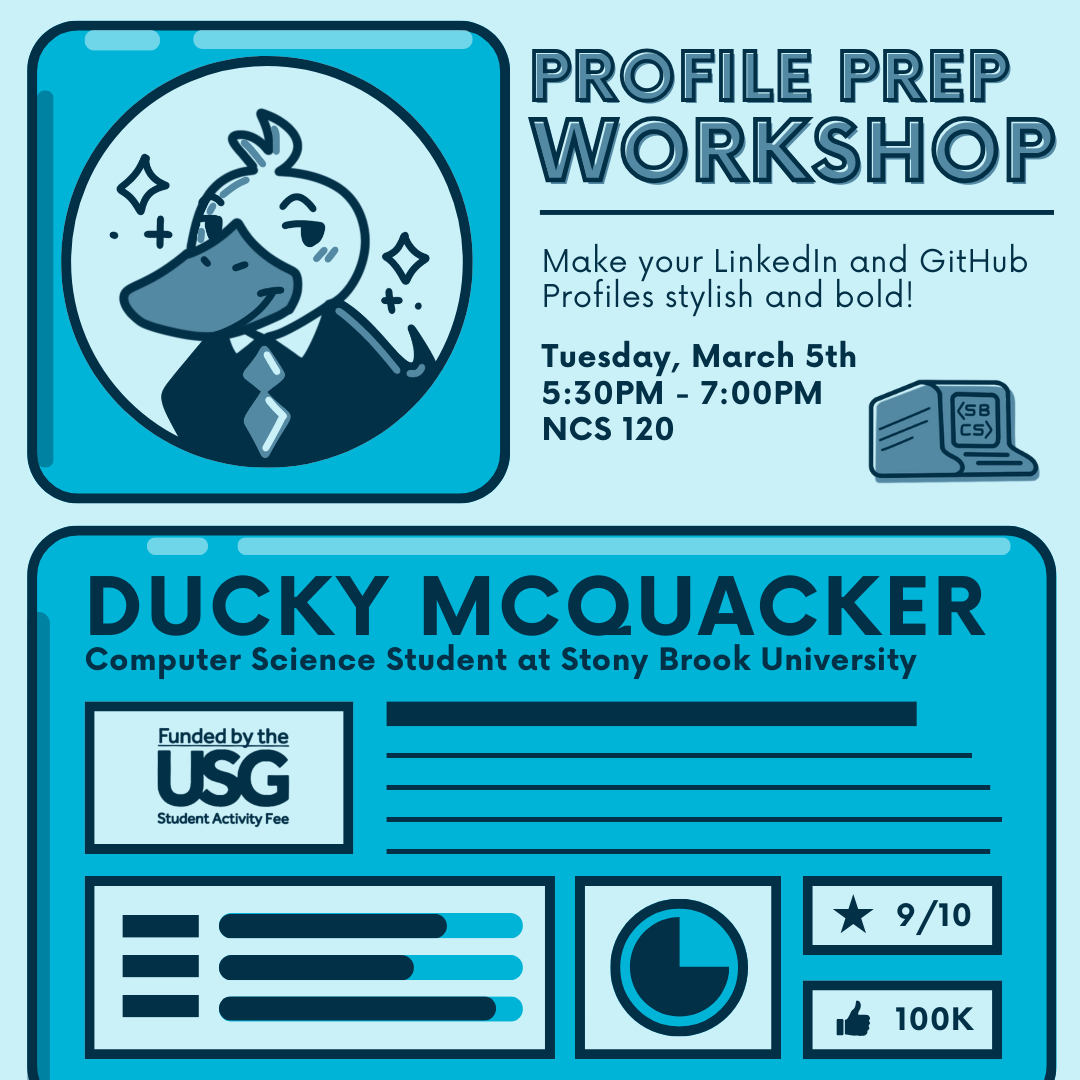 PROFILE PREP
WORKSHOP
Make your LinkedIn and GitHub
Profiles stylish and bold!
Tuesday, March 5th
5:30PM - 7:00PM
NCS 120
<SB
CS>
DUCKY MCQUACKER
Computer Science Student at Stony Brook University
Funded by the
USG
Student Activity Fee
9/10
100K